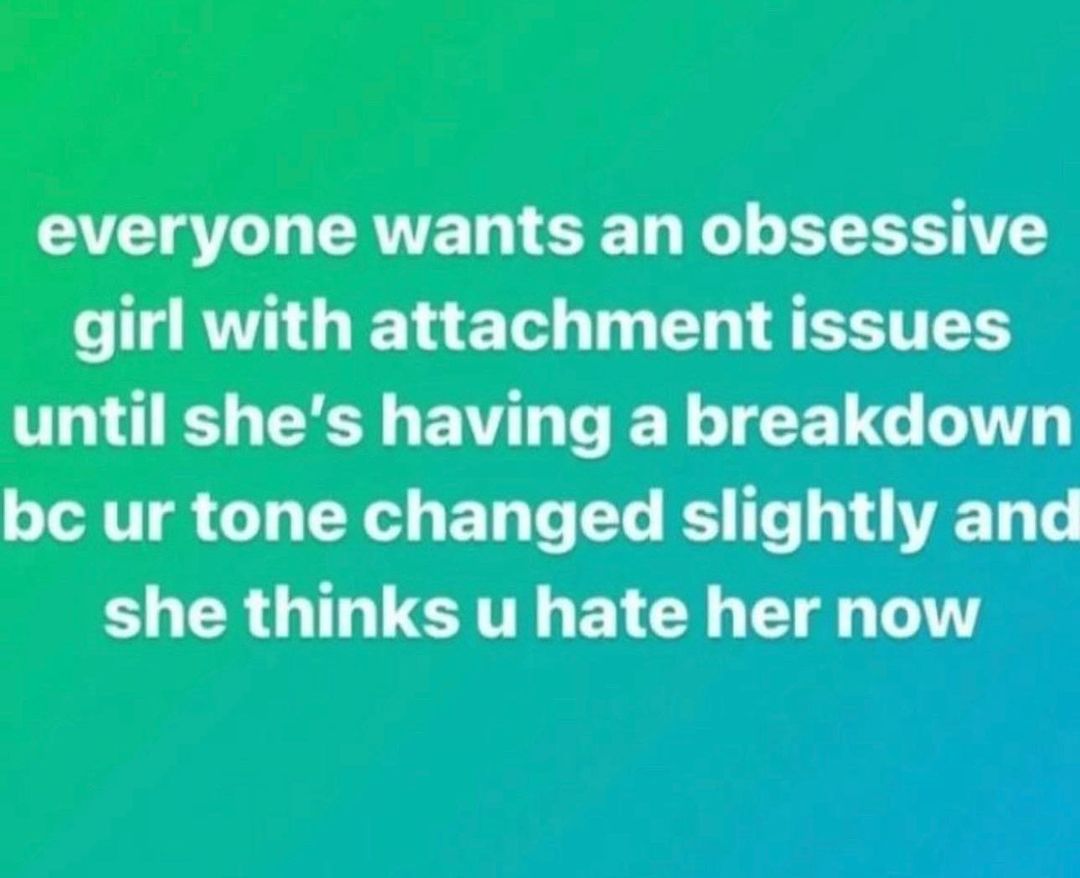 everyone wants an obsessive
girl with attachment issues
until she’s having a breakdown
bc ur tone changed slightly and
she thinks u hate her now